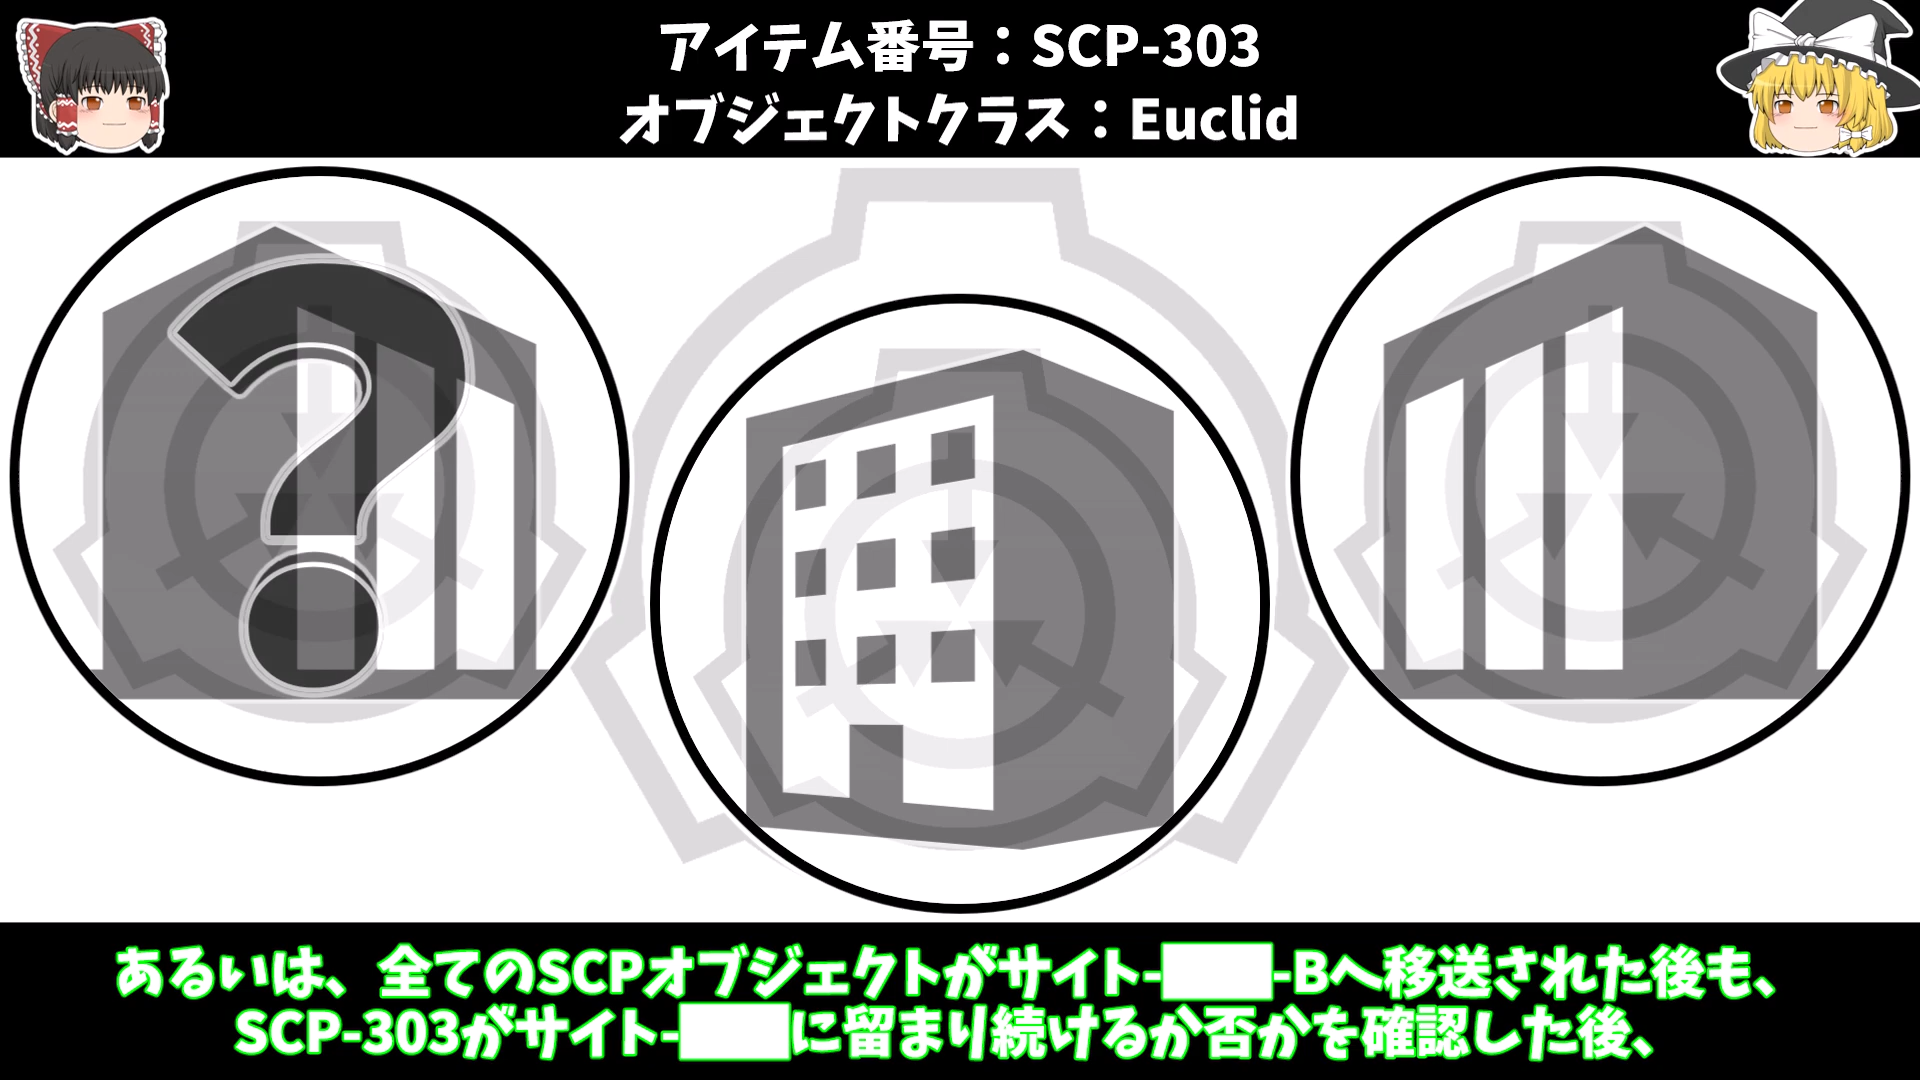 アイテム番号：SCP-303
オブジェクトクラス：Euclid
?
あるいは、全てのSCPオブジェクトがサイト-███-Bへ移送された後も、
SCP-303がサイト-███に留まり続けるか否かを確認した後、